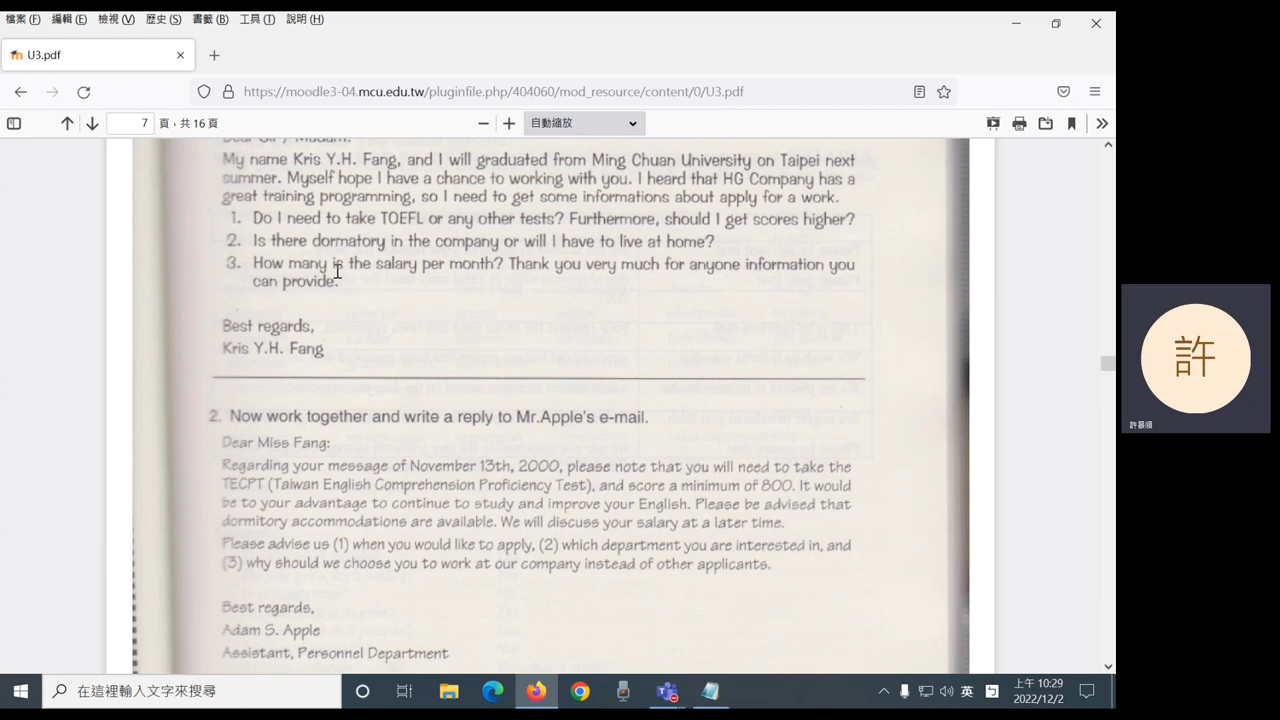 檔案(F) 編輯(E) 檢視(V) 歷史(S) 書籤(B) 工具(T) 說明(H)
U3.pdf
https://moodle3-04.mcu.edu.tw/pluginfile.php/404060/mod_resource/content/0/U3.pdf
7 頁，共 16 頁
自動縮放
Dear Sir / Madam:
My name Kris Y.H. Fang, and I will graduated from Ming Chuan University on Taipei next
summer. Myself hope I have a chance to working with you. I heard that HG Company has a
great training programming, so I need to get some informations about apply for a work.
1. Do I need to take TOEFL or any other tests? Furthermore, should I get scores higher?
2. Is there dormatory in the company or will I have to live at home?
3. How many is the salary per month? Thank you very much for anyone information you
can provide.
Best regards,
Kris Y.H. Fang
2. Now work together and write a reply to Mr.Apple's e-mail.
Dear Miss Fang:
Regarding your message of November 13th, 2000, please note that you will need to take the
TECPT (Taiwan English Comprehension Proficiency Test), and score a minimum of 800. It would
be to your advantage to continue to study and improve your English. Please be advised that
dormitory accommodations are available. We will discuss your salary at a later time.
Please advise us (1) when you would like to apply, (2) which department you are interested in, and
(3) why should we choose you to work at our company instead of other applicants.
Best regards,
Adam S. Apple
Assistant, Personnel Department
許
許景順
在這裡輸入文字來搜尋
英
上午 10:29
2022/12/2